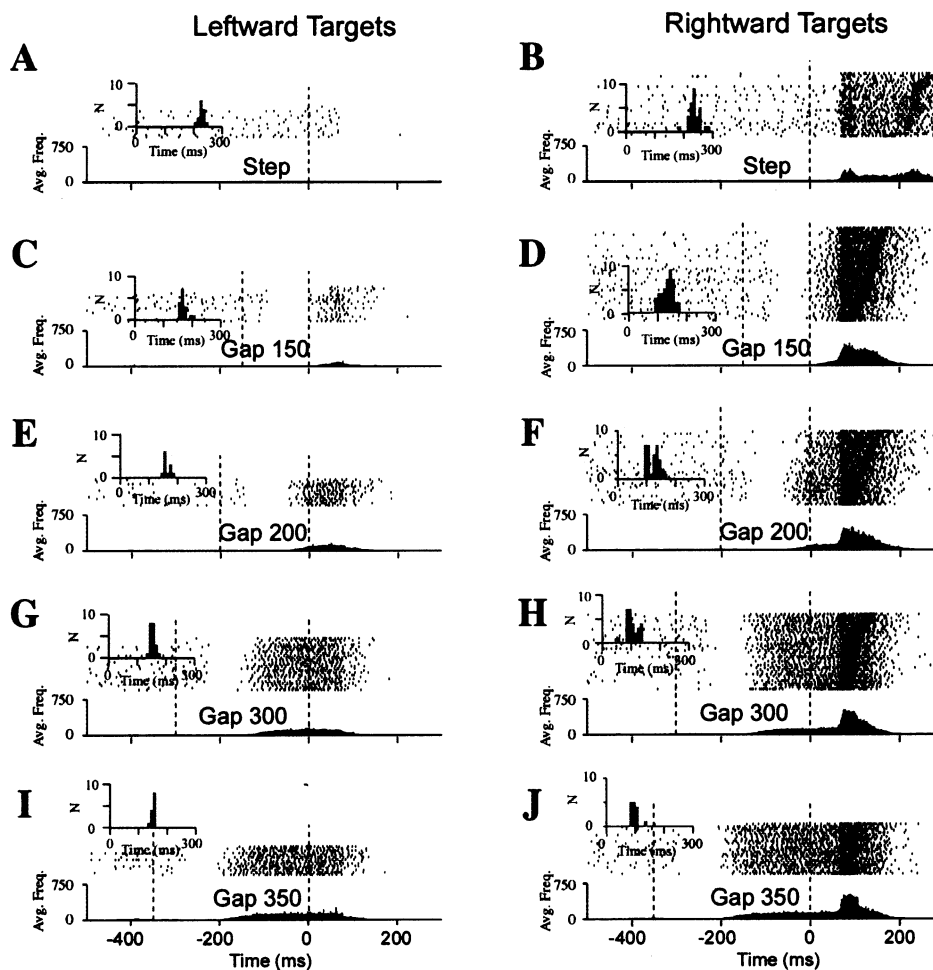 Leftward Targets
Rightward Targets
A
10
N
0
0
300
Time (ms)
750
Avg. Freq.
0
Step
B
10
N
0
0
300
Time (ms)
750
Avg. Freq.
0
Step
C
10
N
0
0
300
Time (ms)
750
Avg. Freq.
0
Gap 150
D
10
N
0
0
300
Time (ms)
750
Avg. Freq.
0
Gap 150
E
10
N
0
0
300
Time (ms)
750
Avg. Freq.
0
Gap 200
F
10
N
0
0
300
Time (ms)
750
Avg. Freq.
0
Gap 200
G
10
N
0
0
300
Time (ms)
750
Avg. Freq.
0
Gap 300
H
10
N
0
0
300
Time (ms)
750
Avg. Freq.
0
Gap 300
I
10
N
0
0
300
Time (ms)
750
Avg. Freq.
0
Gap 350
-400 -200 0 200
Time (ms)
J
10
N
0
0
300
Time (ms)
750
Avg. Freq.
0
Gap 350
-400 -200 0 200
Time (ms)